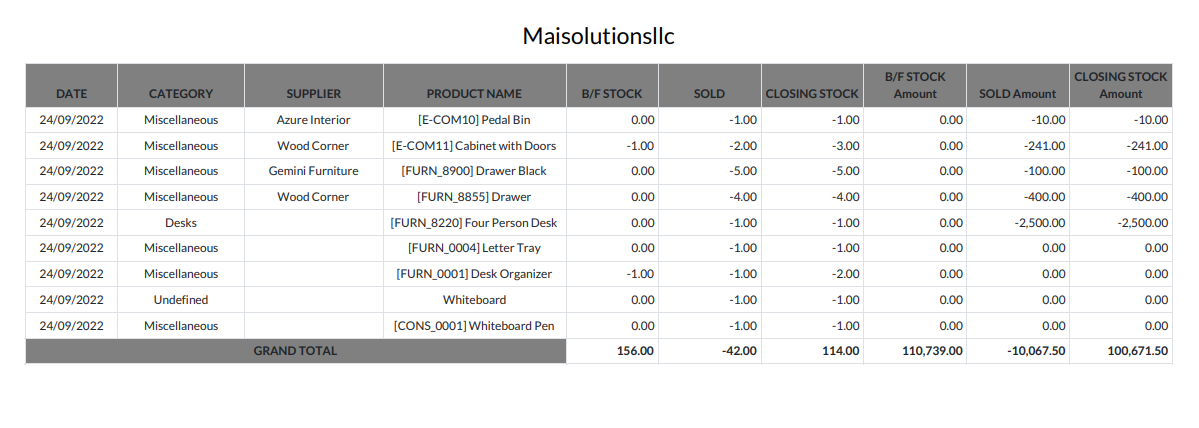 Maisolutionsllc
DATE CATEGORY SUPPLIER PRODUCT NAME B/F STOCK SOLD CLOSING STOCK B/F STOCK Amount SOLD Amount CLOSING STOCK Amount
24/09/2022 Miscellaneous Azure Interior [E-COM10] Pedal Bin 0.00 -1.00 -1.00 0.00 -10.00 -10.00
24/09/2022 Miscellaneous Wood Corner [E-COM11] Cabinet with Doors -1.00 -2.00 -3.00 0.00 -241.00 -241.00
24/09/2022 Miscellaneous Gemini Furniture [FURN_8900] Drawer Black 0.00 -5.00 -5.00 0.00 -100.00 -100.00
24/09/2022 Miscellaneous Wood Corner [FURN_8855] Drawer 0.00 -4.00 -4.00 0.00 -400.00 -400.00
24/09/2022 Desks [FURN_8220] Four Person Desk 0.00 -1.00 -1.00 0.00 -2,500.00 -2,500.00
24/09/2022 Miscellaneous [FURN_0004] Letter Tray 0.00 -1.00 -1.00 0.00 0.00 0.00
24/09/2022 Miscellaneous [FURN_0001] Desk Organizer -1.00 -1.00 -2.00 0.00 0.00 0.00
24/09/2022 Undefined Whiteboard 0.00 -1.00 -1.00 0.00 0.00 0.00
24/09/2022 Miscellaneous [CONS_0001] Whiteboard Pen 0.00 -1.00 -1.00 0.00 0.00 0.00
GRAND TOTAL 156.00 -42.00 114.00 110,739.00 -10,067.50 100,671.50